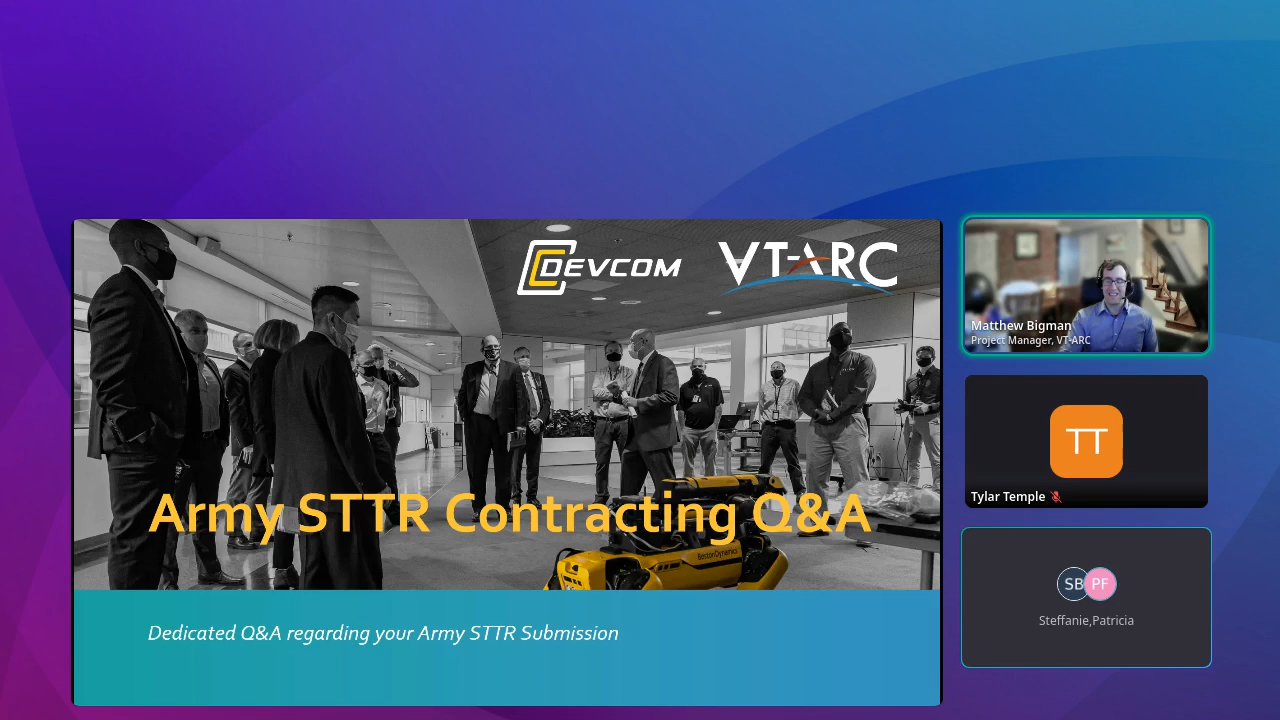 DEVCOM
VT-ARC
Army STTR Contracting Q&A
BostonDynamics
Dedicated Q&A regarding your Army STTR Submission
Matthew Bigman
Project Manager, VT-ARC
TT
Tylar Temple
SB PF
Steffanie,Patricia